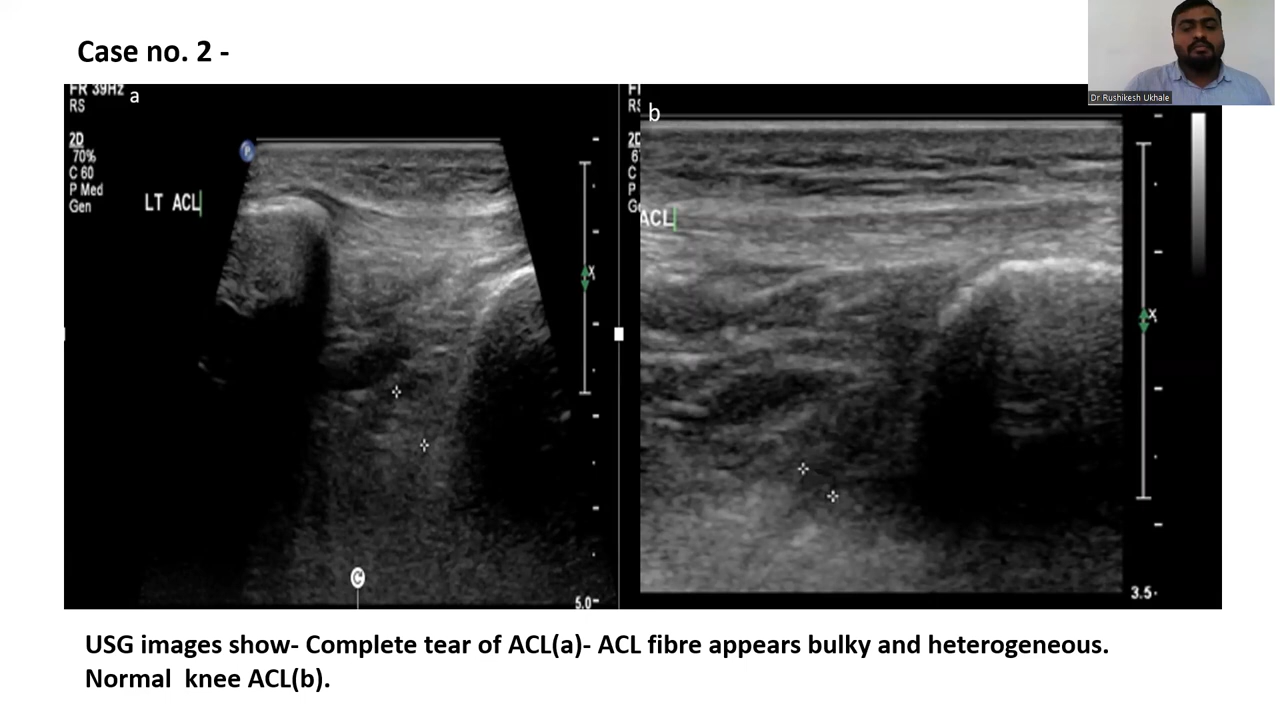 Case no. 2 -
Dr Rushikesh Ukhale
FR 39Hz
RS
a
2D
70%
C 60
P Med
Gen
P
LT ACL
x
C
5.0
b
2D
ACL
x
3.5
USG images show- Complete tear of ACL(a)- ACL fibre appears bulky and heterogeneous.
Normal knee ACL(b).